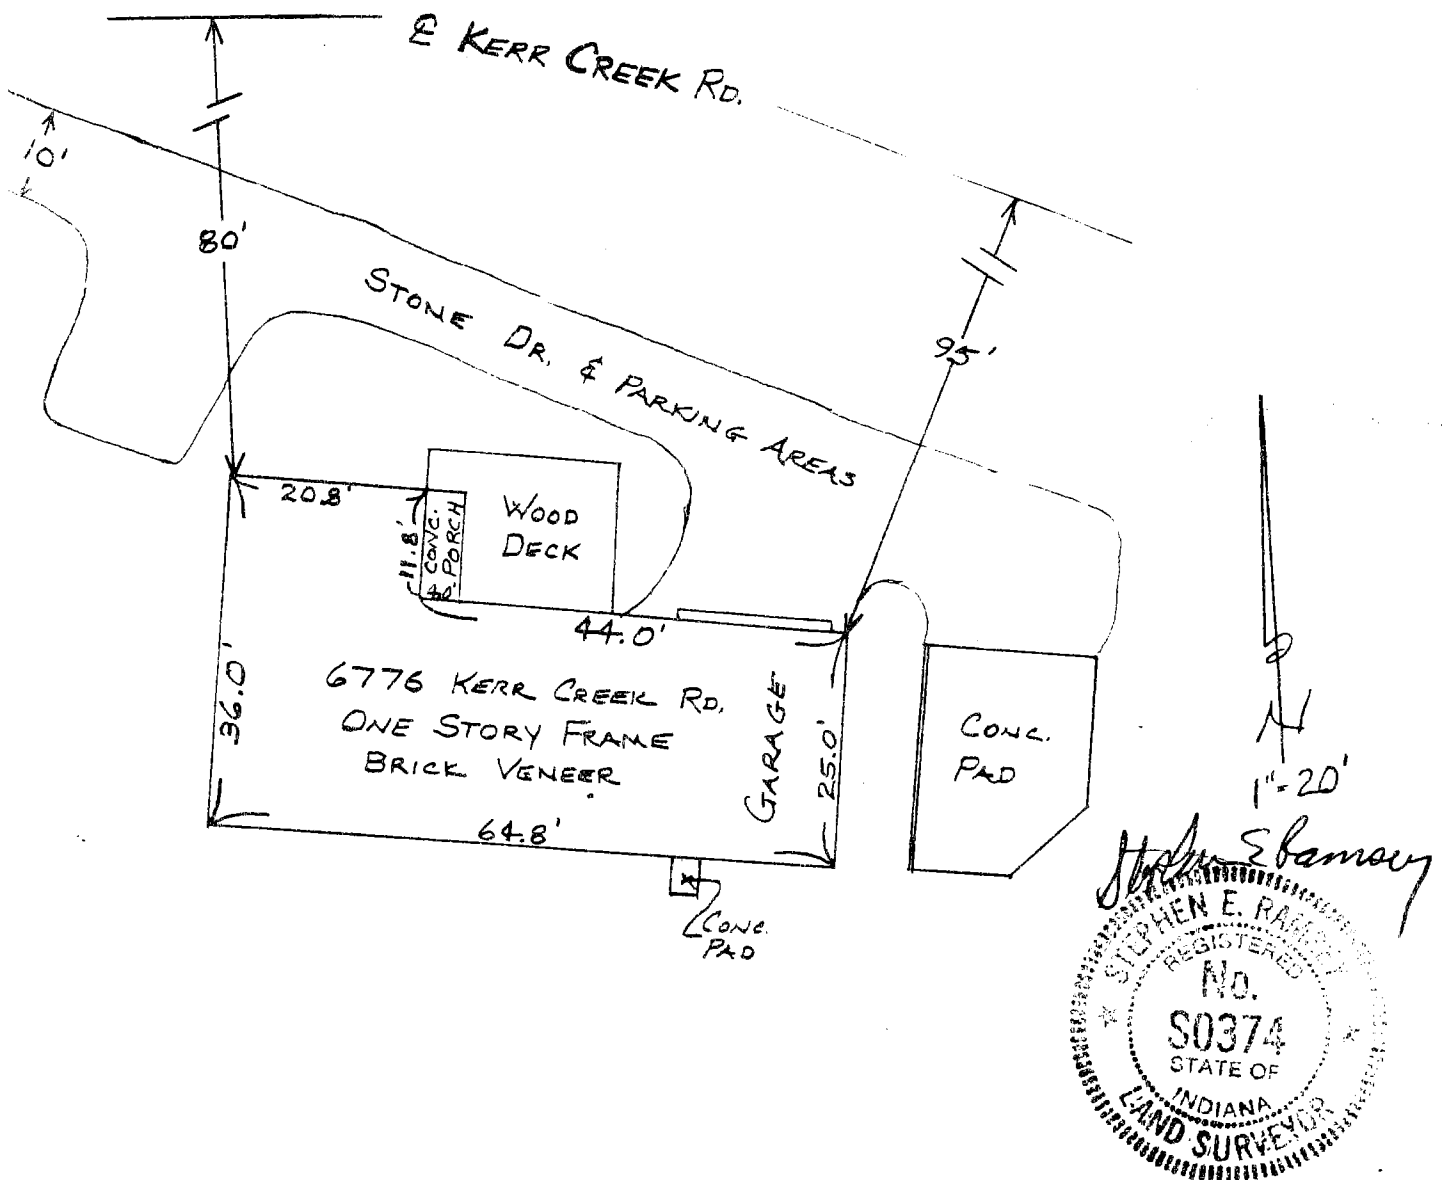 ℄ KERR CREEK RD.
10'
80'
95'
STONE DR. & PARKING AREAS
20.8'
11.8'
CONC.
PORCH
WOOD
DECK
44.0'
36.0'
6776 KERR CREEK RD.
ONE STORY FRAME
BRICK VENEER
GARAGE
25.0'
64.8'
CONC.
PAD
CONC.
PAD
N
1"=20'
Stephen E Ramsey
STEPHEN E. RAMSEY
REGISTERED
No.
S0374
STATE OF
INDIANA
LAND SURVEYOR